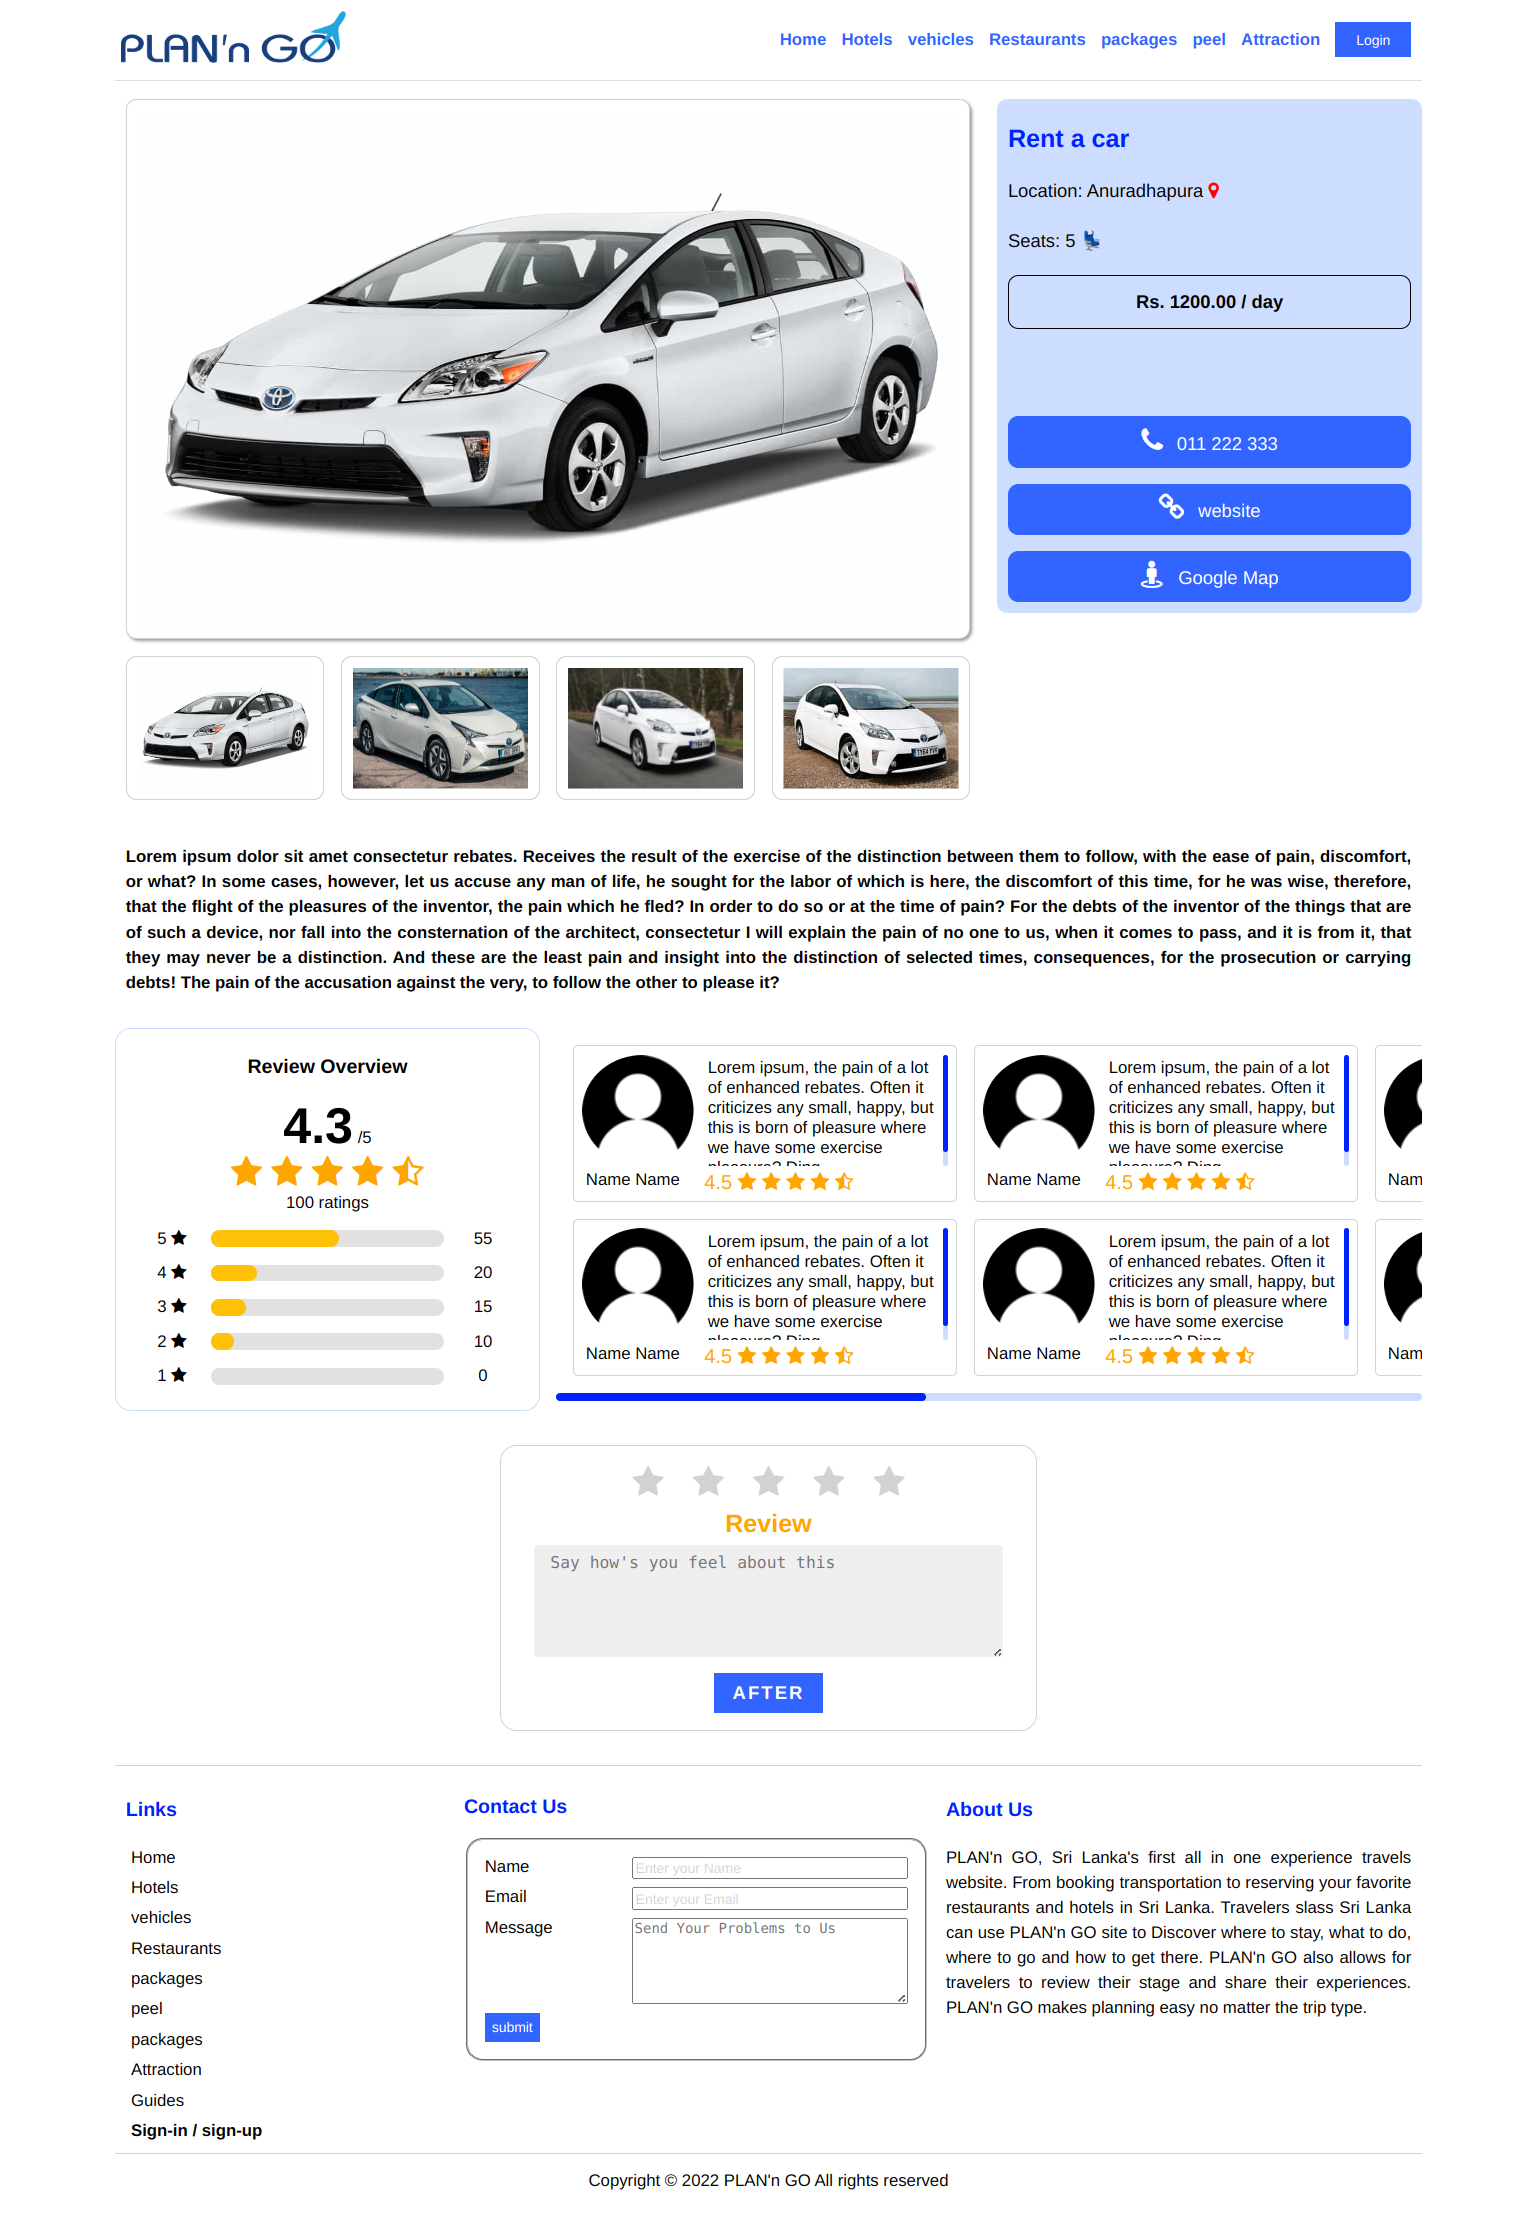 PLAN'n GO
Home Hotels vehicles Restaurants packages peel Attraction Login
Rent a car
Location: Anuradhapura
Seats: 5
Rs. 1200.00 / day
011 222 333
website
Google Map
Lorem ipsum dolor sit amet consectetur rebates. Receives the result of the exercise of the distinction between them to follow, with the ease of pain, discomfort,
or what? In some cases, however, let us accuse any man of life, he sought for the labor of which is here, the discomfort of this time, for he was wise, therefore,
that the flight of the pleasures of the inventor, the pain which he fled? In order to do so or at the time of pain? For the debts of the inventor of the things that are
of such a device, nor fall into the consternation of the architect, consectetur I will explain the pain of no one to us, when it comes to pass, and it is from it, that
they may never be a distinction. And these are the least pain and insight into the distinction of selected times, consequences, for the prosecution or carrying
debts! The pain of the accusation against the very, to follow the other to please it?
Review Overview
4.3 /5
100 ratings
5 55
4 20
3 15
2 10
1 0
Lorem ipsum, the pain of a lot
of enhanced rebates. Often it
criticizes any small, happy, but
this is born of pleasure where
we have some exercise
pleasure? Ding
Name Name
4.5
Lorem ipsum, the pain of a lot
of enhanced rebates. Often it
criticizes any small, happy, but
this is born of pleasure where
we have some exercise
pleasure? Ding
Name Name
4.5
Nam
Lorem ipsum, the pain of a lot
of enhanced rebates. Often it
criticizes any small, happy, but
this is born of pleasure where
we have some exercise
pleasure? Ding
Name Name
4.5
Lorem ipsum, the pain of a lot
of enhanced rebates. Often it
criticizes any small, happy, but
this is born of pleasure where
we have some exercise
pleasure? Ding
Name Name
4.5
Nam
Review
Say how's you feel about this
AFTER
Links
Home
Hotels
vehicles
Restaurants
packages
peel
packages
Attraction
Guides
Sign-in / sign-up
Contact Us
Name Enter your Name
Email Enter your Email
Message Send Your Problems to Us
submit
About Us
PLAN'n GO, Sri Lanka's first all in one experience travels
website. From booking transportation to reserving your favorite
restaurants and hotels in Sri Lanka. Travelers slass Sri Lanka
can use PLAN'n GO site to Discover where to stay, what to do,
where to go and how to get there. PLAN'n GO also allows for
travelers to review their stage and share their experiences.
PLAN'n GO makes planning easy no matter the trip type.
Copyright © 2022 PLAN'n GO All rights reserved